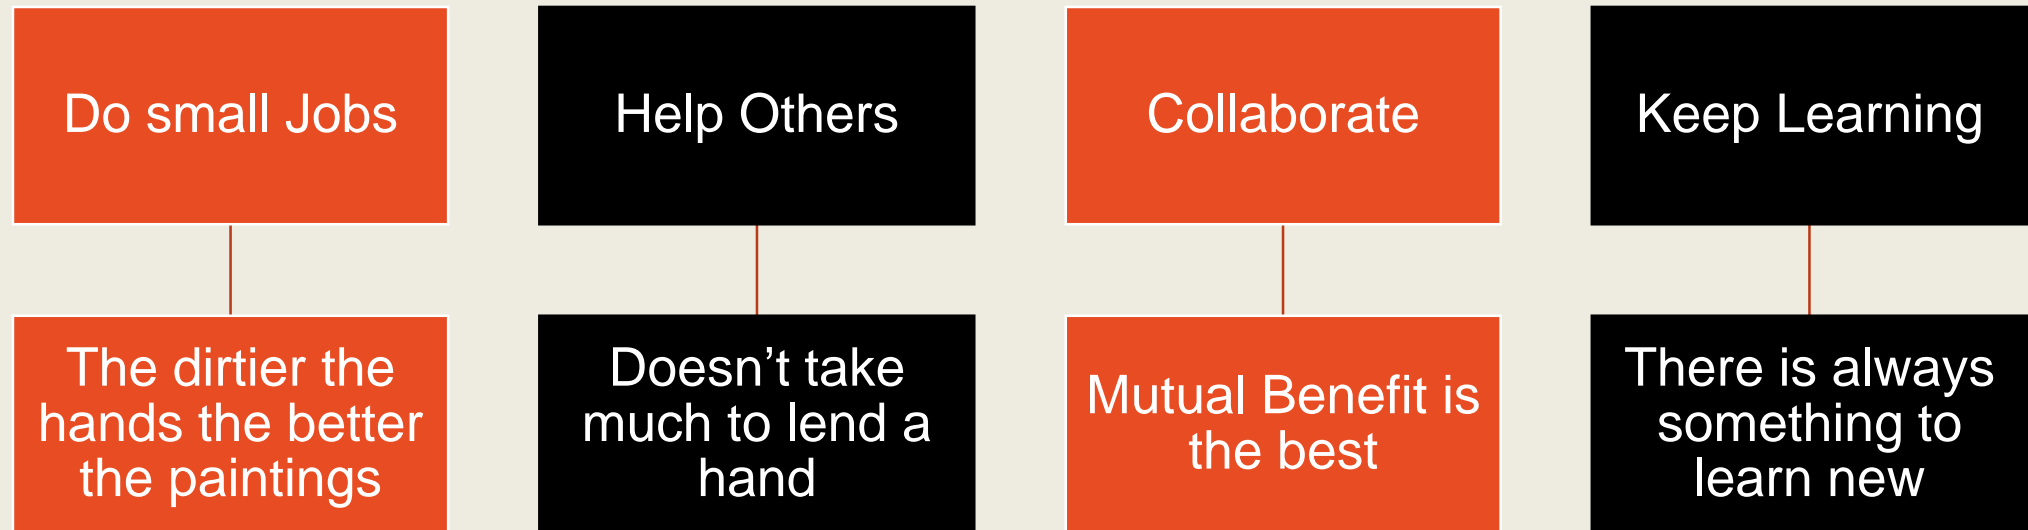 Do small Jobs
Help Others
Collaborate
Keep Learning
The dirtier the
hands the better
the paintings
Doesn’t take
much to lend a
hand
Mutual Benefit is
the best
There is always
something to
learn new